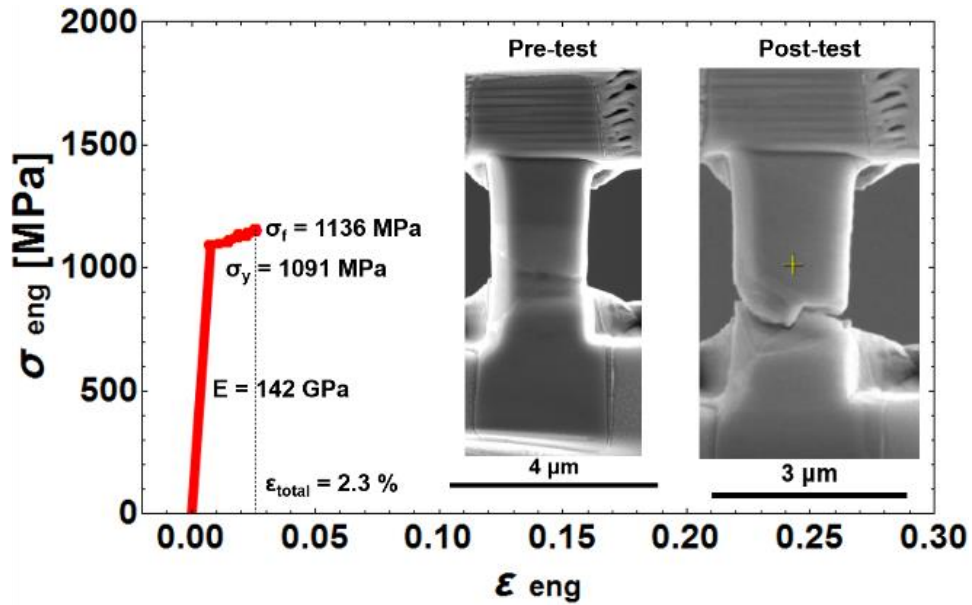 2000
1500
1000
500
0
σ eng [MPa]
0.00 0.05 0.10 0.15 0.20 0.25 0.30
ε eng
σf = 1136 MPa
σy = 1091 MPa
E = 142 GPa
εtotal = 2.3 %
Pre-test
4 μm
Post-test
3 μm